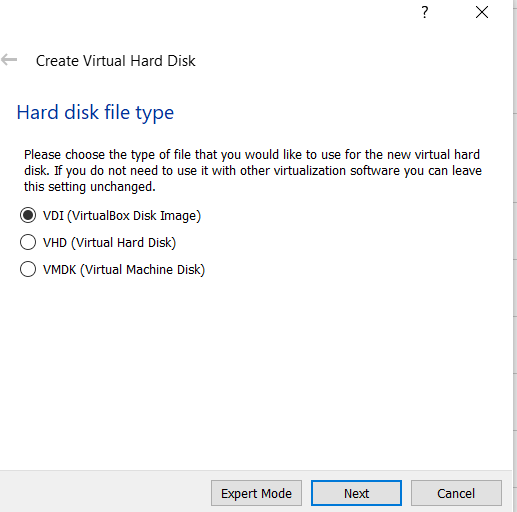 ?
Create Virtual Hard Disk
Hard disk file type
Please choose the type of file that you would like to use for the new virtual hard
disk. If you do not need to use it with other virtualization software you can leave
this setting unchanged.
VDI (VirtualBox Disk Image)
VHD (Virtual Hard Disk)
VMDK (Virtual Machine Disk)
Expert Mode Next Cancel